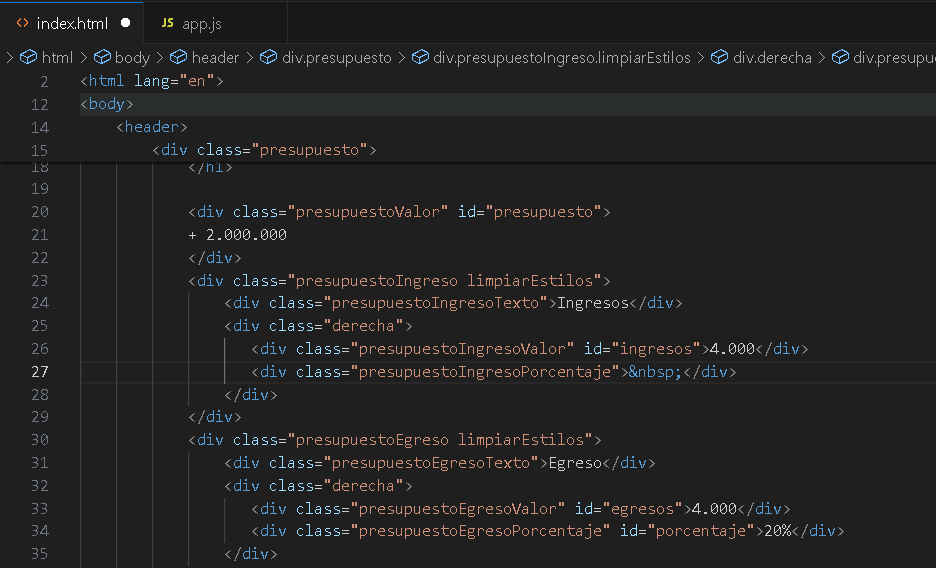 <> index.html ● JS app.js
> html > body > header > div.presupuesto > div.presupuestoIngreso.limpiarEstilos > div.derecha > div.presupue
2 <html lang="en">
12 <body>
14 <header>
15 <div class="presupuesto">
18 </h1>
19
20 <div class="presupuestoValor" id="presupuesto">
21 + 2.000.000
22 </div>
23 <div class="presupuestoIngreso limpiarEstilos">
24 <div class="presupuestoIngresoTexto">Ingresos</div>
25 <div class="derecha">
26 <div class="presupuestoIngresoValor" id="ingresos">4.000</div>
27 <div class="presupuestoIngresoPorcentaje">&nbsp;</div>
28 </div>
29 </div>
30 <div class="presupuestoEgreso limpiarEstilos">
31 <div class="presupuestoEgresoTexto">Egreso</div>
32 <div class="derecha">
33 <div class="presupuestoEgresoValor" id="egresos">4.000</div>
34 <div class="presupuestoEgresoPorcentaje" id="porcentaje">20%</div>
35 </div>